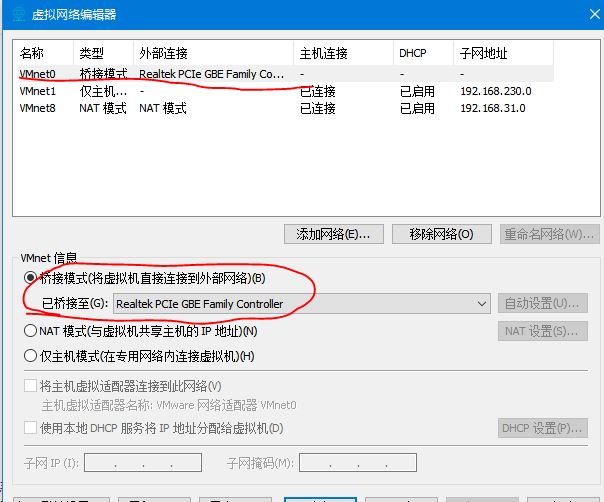 虚拟网络编辑器
名称 类型 外部连接 主机连接 DHCP 子网地址
VMnet0 桥接模式 Realtek PCIe GBE Family Co... - - -
VMnet1 仅主机... - 已连接 已启用 192.168.230.0
VMnet8 NAT 模式 NAT 模式 已连接 已启用 192.168.31.0
添加网络(E)... 移除网络(O) 重命名网络(W)...
VMnet 信息
桥接模式(将虚拟机直接连接到外部网络)(B)
已桥接至(G): Realtek PCIe GBE Family Controller 自动设置(U)...
NAT 模式(与虚拟机共享主机的 IP 地址)(N) NAT 设置(S)...
仅主机模式(在专用网络内连接虚拟机)(H)
将主机虚拟适配器连接到此网络(V)
主机虚拟适配器名称: VMware 网络适配器 VMnet0
使用本地 DHCP 服务将 IP 地址分配给虚拟机(D) DHCP 设置(P)...
子网 IP (I): . . . 子网掩码(M): . . .